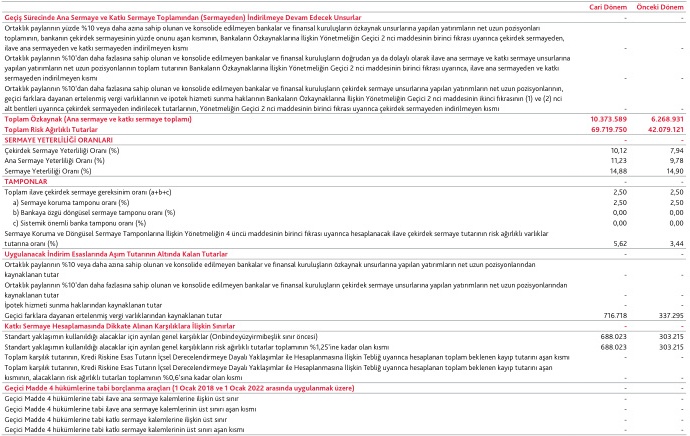 Cari Dönem Önceki Dönem
Geçiş Sürecinde Ana Sermaye ve Katkı Sermaye Toplamından (Sermayeden) İndirilmeye Devam Edecek Unsurlar - -
Ortaklık paylarının yüzde %10 veya daha azına sahip olunan ve konsolide edilmeyen bankalar ve finansal kuruluşların özkaynak unsurlarına yapılan yatırımların net uzun pozisyonları
toplamının, bankanın çekirdek sermayesinin yüzde onunu aşan kısmının, Bankaların Özkaynaklarına İlişkin Yönetmeliğin Geçici 2 nci maddesinin birinci fıkrası uyarınca çekirdek sermayeden,
ilave ana sermayeden ve katkı sermayeden indirilmeyen kısmı - -
Ortaklık paylarının %10'dan daha fazlasına sahip olunan ve konsolide edilmeyen bankalar ve finansal kuruluşların doğrudan ya da dolaylı olarak ilave ana sermaye ve katkı sermaye unsurlarına
yapılan yatırımların net uzun pozisyonlarının toplam tutarının Bankaların Özkaynaklarına İlişkin Yönetmeliğin Geçici 2 nci maddesinin birinci fıkrası uyarınca, ilave ana sermayeden ve katkı
sermayeden indirilmeyen kısmı - -
Ortaklık paylarının %10'dan daha fazlasına sahip olunan ve konsolide edilmeyen bankalar ve finansal kuruluşların çekirdek sermaye unsurlarına yapılan yatırımların net uzun pozisyonlarının,
geçici farklara dayanan ertelenmiş vergi varlıklarının ve ipotek hizmeti sunma haklarının Bankaların Özkaynaklarına İlişkin Yönetmeliğin Geçici 2 nci maddesinin ikinci fıkrasının (1) ve (2) nci
alt bentleri uyarınca çekirdek sermayeden indirilecek tutarlarının, Yönetmeliğin Geçici 2 nci maddesinin birinci fıkrası uyarınca çekirdek sermayeden indirilmeyen kısmı - -
Toplam Özkaynak (Ana sermaye ve katkı sermaye toplamı) 10.373.589 6.268.931
Toplam Risk Ağırlıklı Tutarlar 69.719.750 42.079.121
SERMAYE YETERLİLİĞİ ORANLARI - -
Çekirdek Sermaye Yeterliliği Oranı (%) 10,12 7,94
Ana Sermaye Yeterliliği Oranı (%) 11,23 9,78
Sermaye Yeterliliği Oranı (%) 14,88 14,90
TAMPONLAR - -
Toplam ilave çekirdek sermaye gereksinim oranı (a+b+c) 2,50 2,50
a) Sermaye koruma tamponu oranı (%) 2,50 2,50
b) Bankaya özgü döngüsel sermaye tamponu oranı (%) 0,00 0,00
c) Sistemik önemli banka tamponu oranı (%) 0,00 0,00
Sermaye Koruma ve Döngüsel Sermaye Tamponlarına İlişkin Yönetmeliğin 4 üncü maddesinin birinci fıkrası uyarınca hesaplanacak ilave çekirdek sermaye tutarının risk ağırlıklı varlıklar
tutarına oranı (%) 5,62 3,44
Uygulanacak İndirim Esaslarında Aşım Tutarının Altında Kalan Tutarlar - -
Ortaklık paylarının %10 veya daha azına sahip olunan ve konsolide edilmeyen bankalar ve finansal kuruluşların özkaynak unsurlarına yapılan yatırımların net uzun pozisyonlarından
kaynaklanan tutar - -
Ortaklık paylarının %10'dan daha fazlasına sahip olunan ve konsolide edilmeyen bankalar ve finansal kuruluşların çekirdek sermaye unsurlarına yapılan yatırımların net uzun pozisyonlarından
kaynaklanan tutarı - -
İpotek hizmeti sunma haklarından kaynaklanan tutar - -
Geçici farklara dayanan ertelenmiş vergi varlıklarından kaynaklanan tutar 716.718 337.295
Katkı Sermaye Hesaplamasında Dikkate Alınan Karşılıklara İlişkin Sınırlar - -
Standart yaklaşımın kullanıldığı alacaklar için ayrılan genel karşılıklar (Onbindeyüzyirmibeşlik sınır öncesi) 688.023 303.215
Standart yaklaşımın kullanıldığı alacaklar için ayrılan genel karşılıkların risk ağırlıklı tutarlar toplamının %1,25'ine kadar olan kısmı 688.023 303.215
Toplam karşılık tutarının, Kredi Riskine Esas Tutarın İçsel Derecelendirmeye Dayalı Yaklaşımlar ile Hesaplanmasına İlişkin Tebliğ uyarınca hesaplanan toplam beklenen kayıp tutarını aşan kısmı - -
Toplam karşılık tutarının, Kredi Riskine Esas Tutarın İçsel Derecelendirmeye Dayalı Yaklaşımlar ile Hesaplanmasına İlişkin Tebliğ uyarınca hesaplanan toplam beklenen kayıp tutarını aşan
kısmının, alacakların risk ağırlıklı tutarları toplamının %0,6'sına kadar olan kısmı - -
Geçici Madde 4 hükümlerine tabi borçlanma araçları (1 Ocak 2018 ve 1 Ocak 2022 arasında uygulanmak üzere) - -
Geçici Madde 4 hükümlerine tabi ilave ana sermaye kalemlerine ilişkin üst sınır - -
Geçici Madde 4 hükümlerine tabi ilave ana sermaye kalemlerinin üst sınırı aşan kısmı - -
Geçici Madde 4 hükümlerine tabi katkı sermaye kalemlerine ilişkin üst sınır - -
Geçici Madde 4 hükümlerine tabi katkı sermaye kalemlerinin üst sınırı aşan kısmı - -